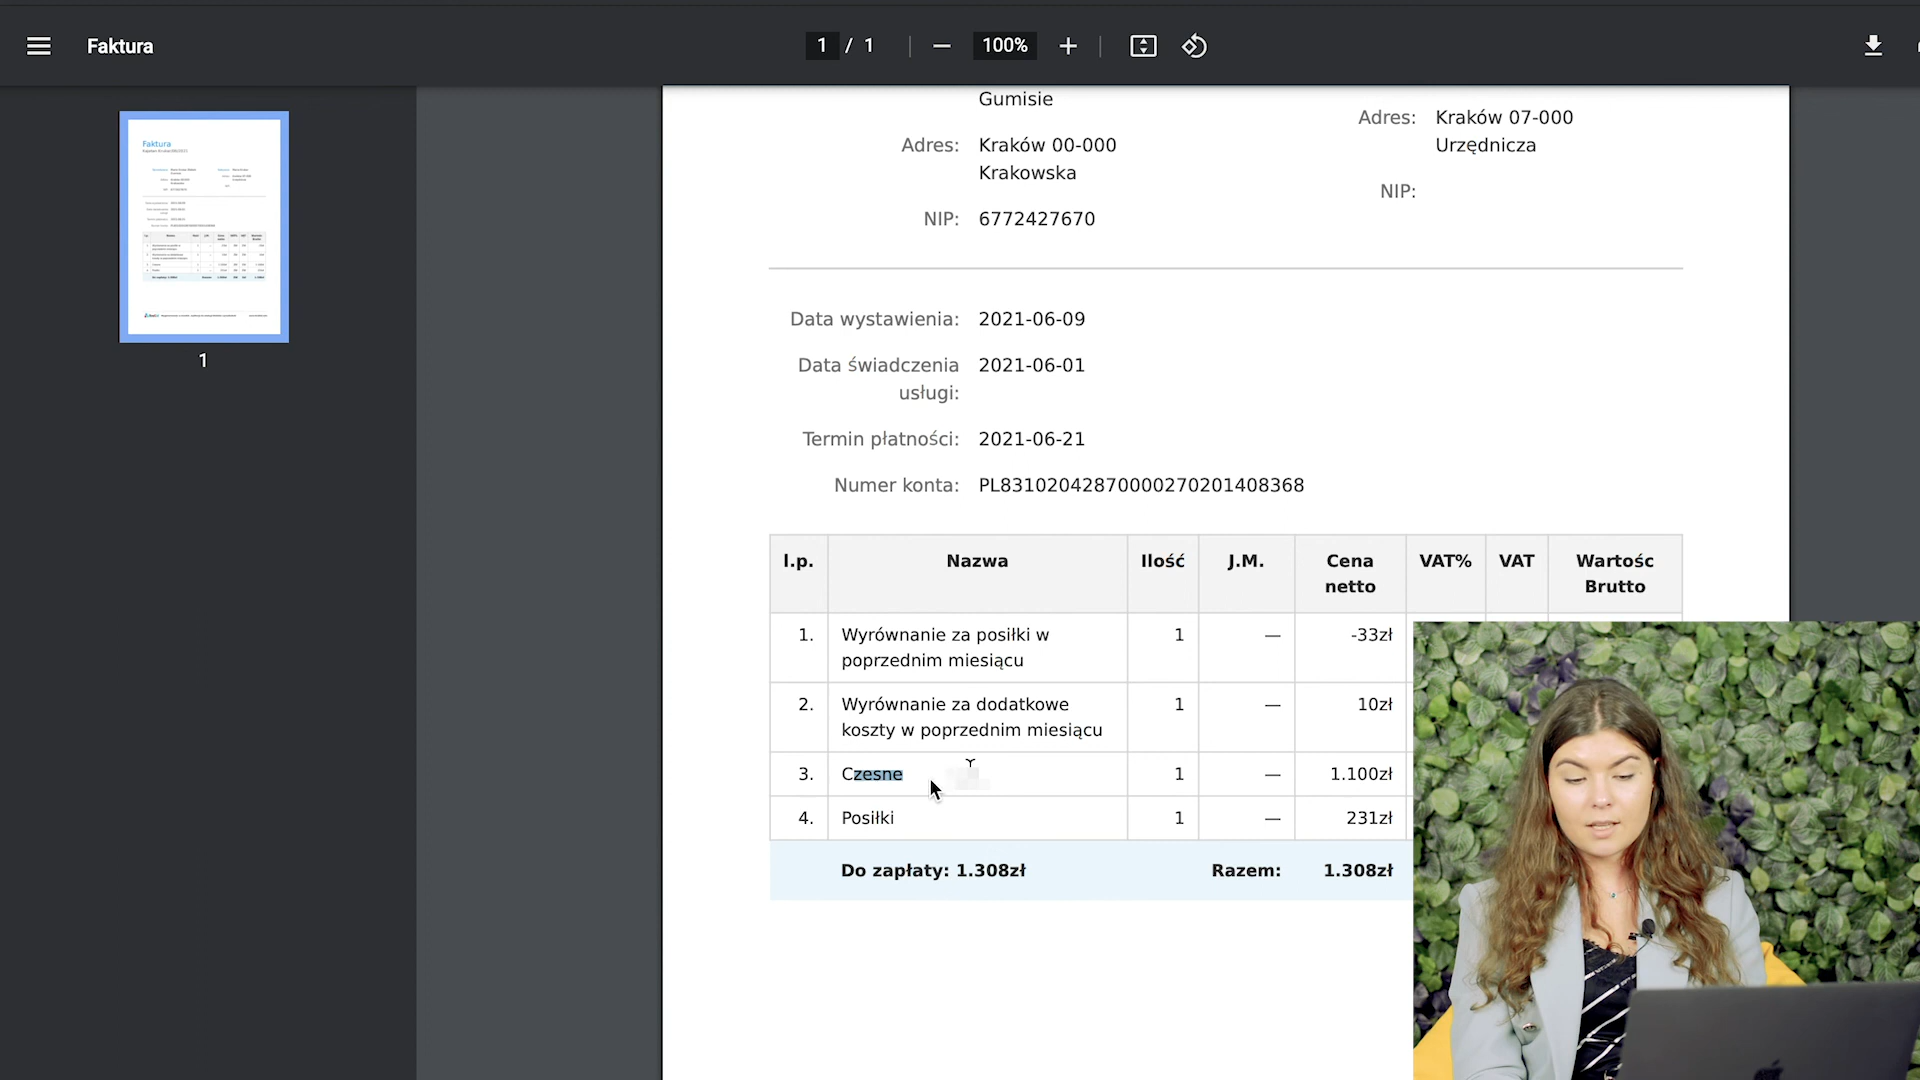 Faktura
1 / 1
100%
Faktura
1
Gumisie
Adres: Kraków 00-000
Krakowska
NIP: 6772427670
Adres: Kraków 07-000
Urzędnicza
NIP:
Data wystawienia: 2021-06-09
Data świadczenia usługi: 2021-06-01
Termin płatności: 2021-06-21
Numer konta: PL83102042870000270201408368
l.p. Nazwa Ilość J.M. Cena netto VAT% VAT Wartośc Brutto
1. Wyrównanie za posiłki w poprzednim miesiącu 1 — -33zł
2. Wyrównanie za dodatkowe koszty w poprzednim miesiącu 1 — 10zł
3. Czesne 1 — 1.100zł
4. Posiłki 1 — 231zł
Do zapłaty: 1.308zł Razem: 1.308zł